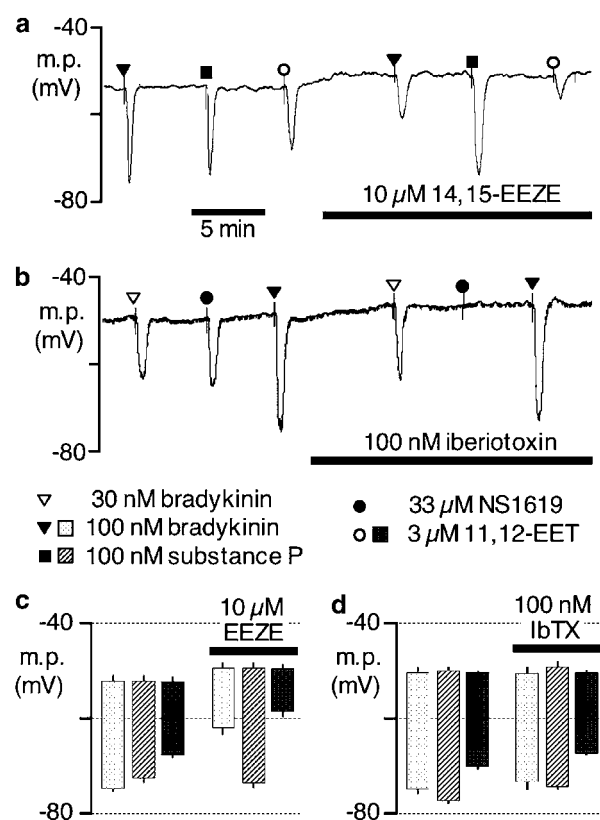 a
-40
m.p.
(mV)
-80
5 min
10 µM 14,15-EEZE
b
-40
m.p.
(mV)
-80
100 nM iberiotoxin
▽ 30 nM bradykinin
▼ 100 nM bradykinin
■ 100 nM substance P
● 33 µM NS1619
○ ■ 3 µM 11,12-EET
c
-40
m.p.
(mV)
-80
10 µM
EEZE
d
-40
m.p.
(mV)
-80
100 nM
IbTX